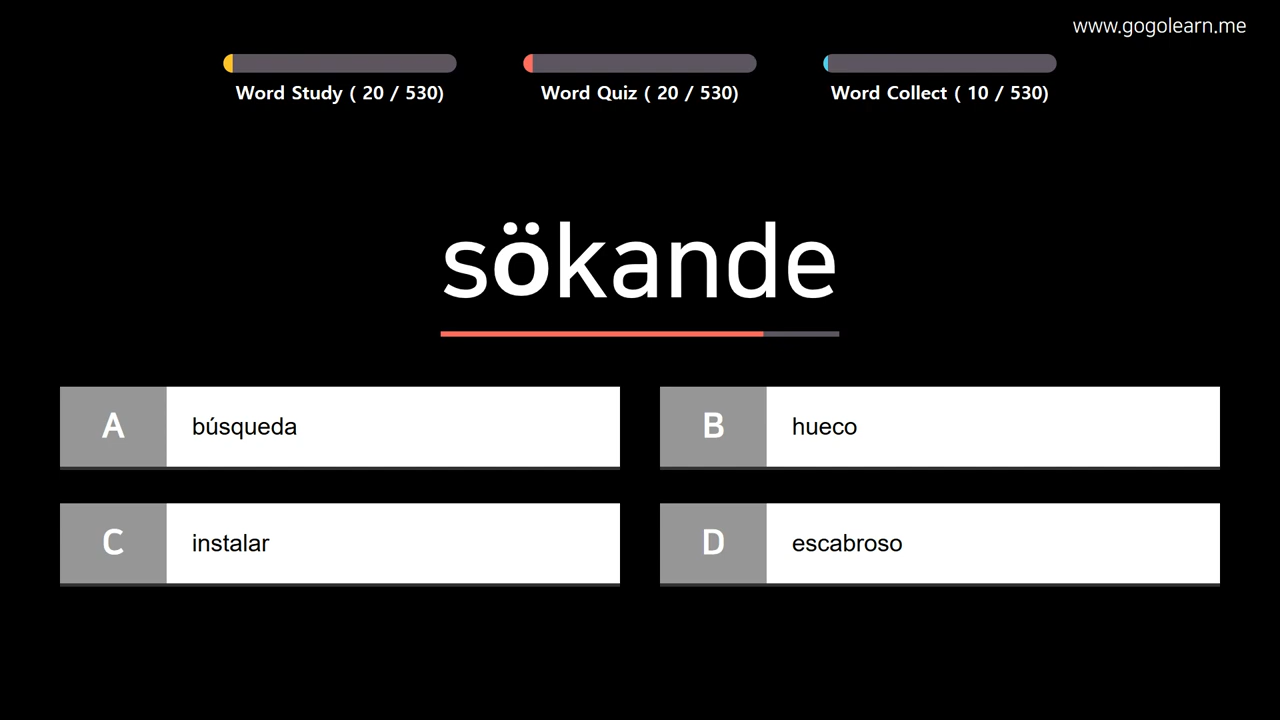 www.gogolearn.me
Word Study ( 20 / 530)
Word Quiz ( 20 / 530)
Word Collect ( 10 / 530)
sökande
A búsqueda
B hueco
C instalar
D escabroso